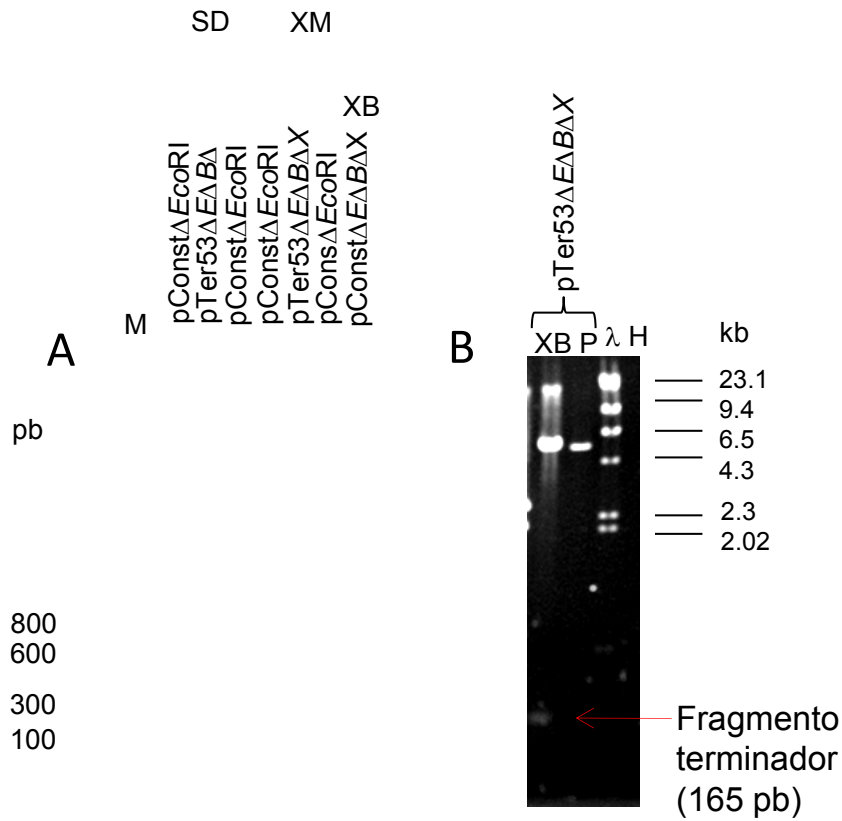 SD XM
XB
pConstΔEcoRI
pTer53ΔEΔBΔ
pConstΔEcoRI
pConstΔEcoRI
pTer53ΔEΔBΔX
pConsΔEcoRI
pConstΔEΔBΔX
M
A
pb
800
600
300
100
pTer53ΔEΔBΔX
B
XB P λ H
kb
23.1
9.4
6.5
4.3
2.3
2.02
Fragmento
terminador
(165 pb)